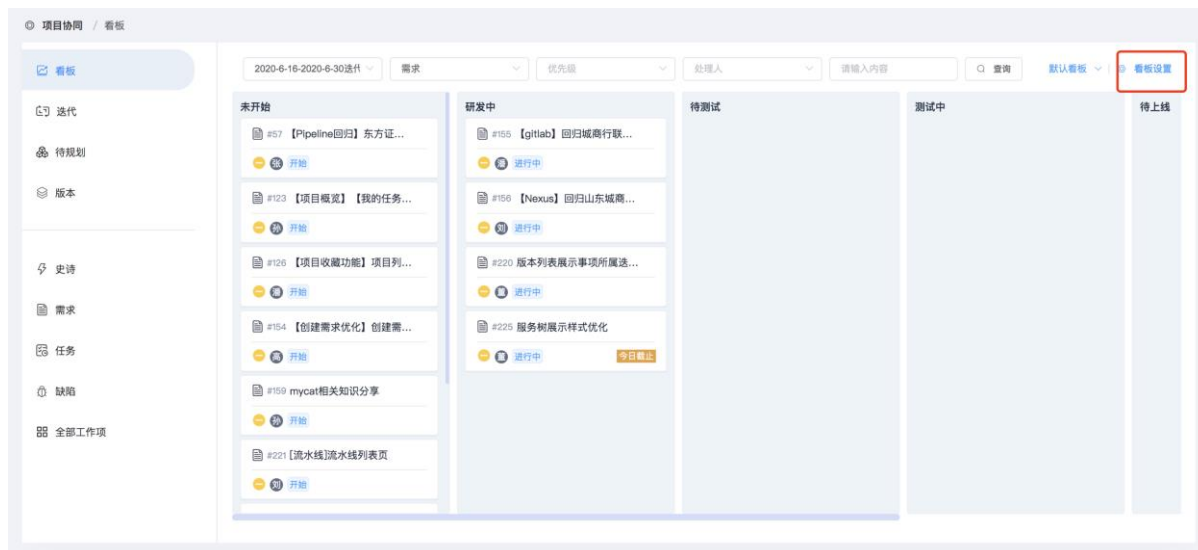 项目协同 / 看板
看板
迭代
待规划
版本
史诗
需求
任务
缺陷
全部工作项
2020-6-16-2020-6-30迭代
需求
优先级
处理人
请输入内容
查询
默认看板
看板设置
未开始
#57 【Pipeline回归】东方证...
张 开始
#123 【项目概览】【我的任务...
孙 开始
#126 【项目收藏功能】项目列...
潘 开始
#154 【创建需求优化】创建需...
高 开始
#159 mycat相关知识分享
孙 开始
#221 [流水线]流水线列表页
刘 开始
研发中
#155 【gitlab】回归城商行联...
潘 进行中
#156 【Nexus】回归山东城商...
刘 进行中
#220 版本列表展示事项所属迭...
董 进行中
#225 服务树展示样式优化
董 进行中 今日截止
待测试
测试中
待上线